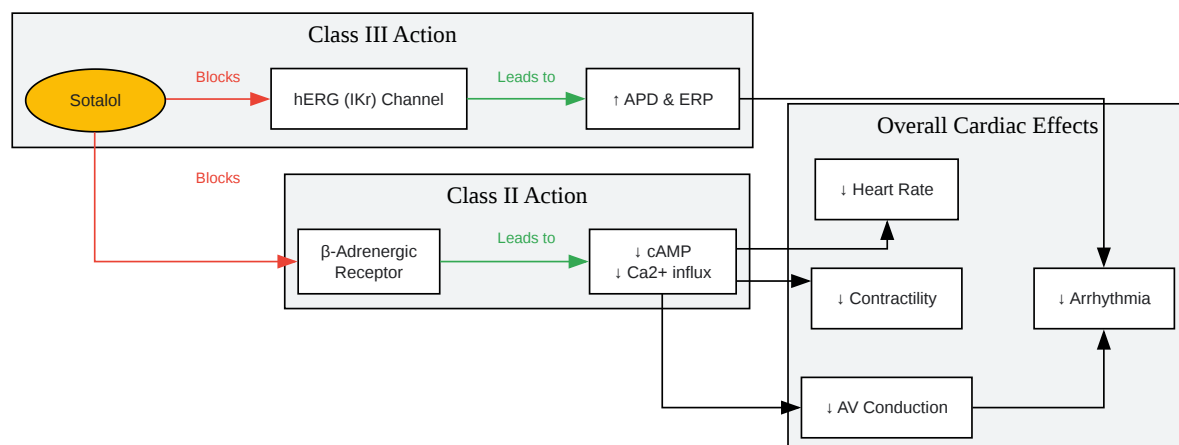 Class III Action
Sotalol
Blocks
hERG (IKr) Channel
Leads to
↑ APD & ERP
Overall Cardiac Effects
Blocks
Class II Action
β-Adrenergic
Receptor
Leads to
↓ cAMP
↓ Ca2+ influx
↓ Heart Rate
↓ Contractility
↓ Arrhythmia
↓ AV Conduction